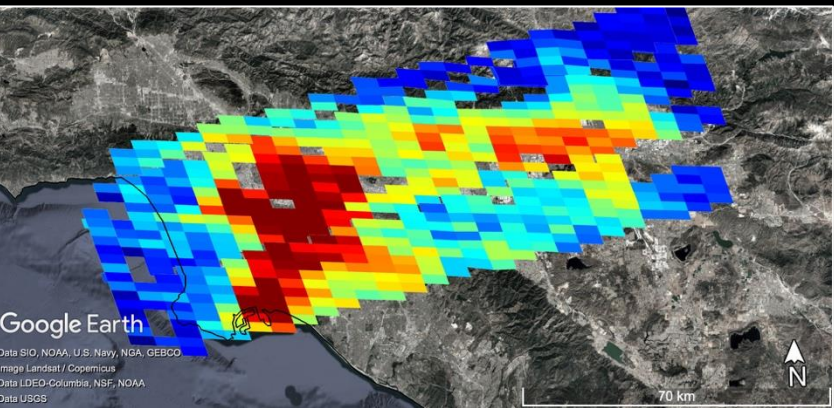 Google Earth
Data SIO, NOAA, U.S. Navy, NGA, GEBCO
Image Landsat / Copernicus
Data LDEO-Columbia, NSF, NOAA
Data USGS
N
70 km